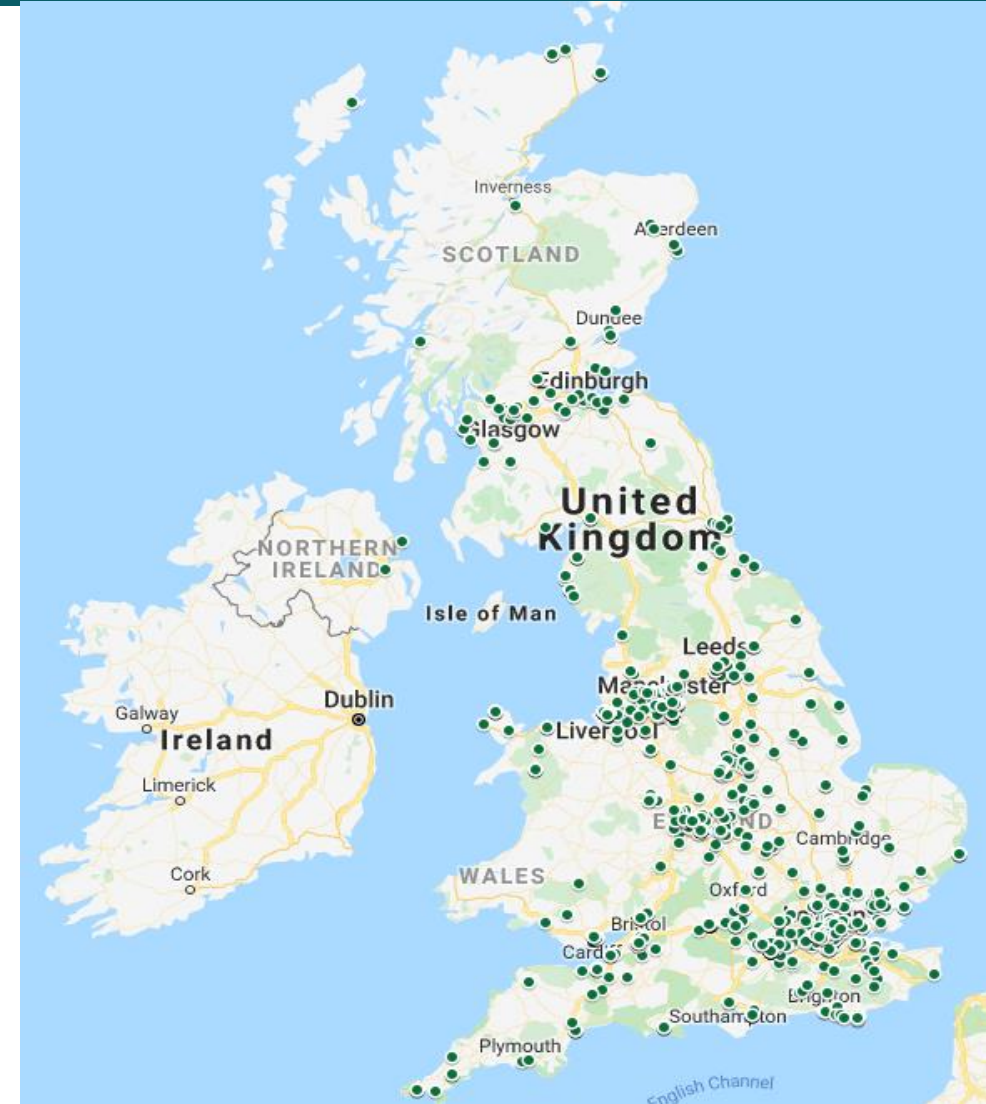 Inverness
Aberdeen
SCOTLAND
Dundee
Edinburgh
Glasgow
United
Kingdom
NORTHERN
IRELAND
Isle of Man
Leeds
Manchester
Dublin
Galway
Ireland
Liverpool
Limerick
ENGLAND
Cambridge
Cork
WALES
Oxford
London
Bristol
Cardiff
Brighton
Southampton
Plymouth
English Channel